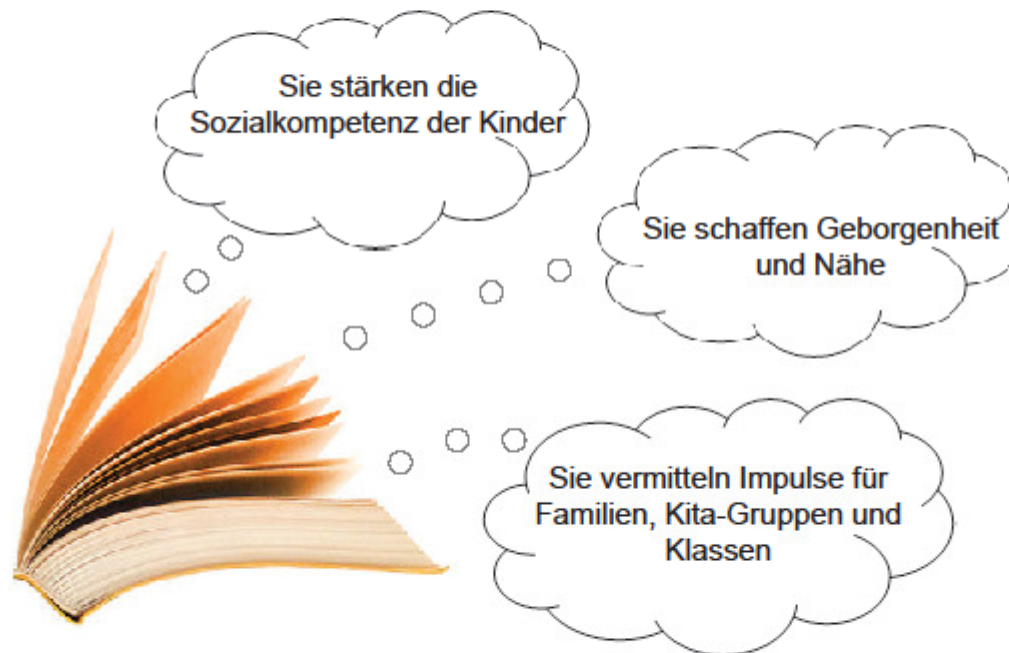 Sie stärken die
Sozialkompetenz der Kinder
Sie schaffen Geborgenheit
und Nähe
Sie vermitteln Impulse für
Familien, Kita-Gruppen und
Klassen